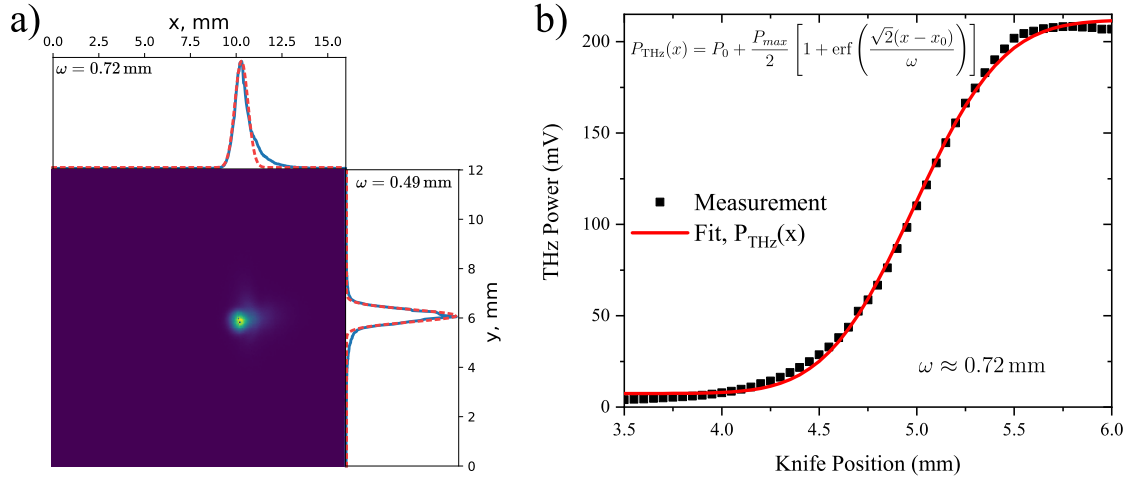 a)
x, mm
0.0 2.5 5.0 7.5 10.0 12.5 15.0
ω = 0.72 mm
ω = 0.49 mm
12
10
8
6
4
2
0
y, mm
b)
P_THz(x) = P_0 + P_max/2 [1 + erf(√2(x − x_0)/ω)]
200
150
100
50
0
THz Power (mV)
Measurement
Fit, P_THz(x)
ω ≈ 0.72 mm
3.5 4.0 4.5 5.0 5.5 6.0
Knife Position (mm)